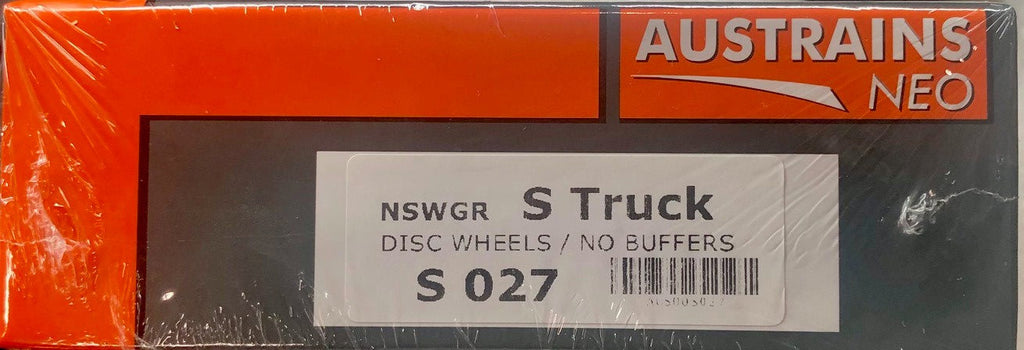 AUSTRAINS
NEO
NSWGR S Truck
DISC WHEELS / NO BUFFERS
S 027